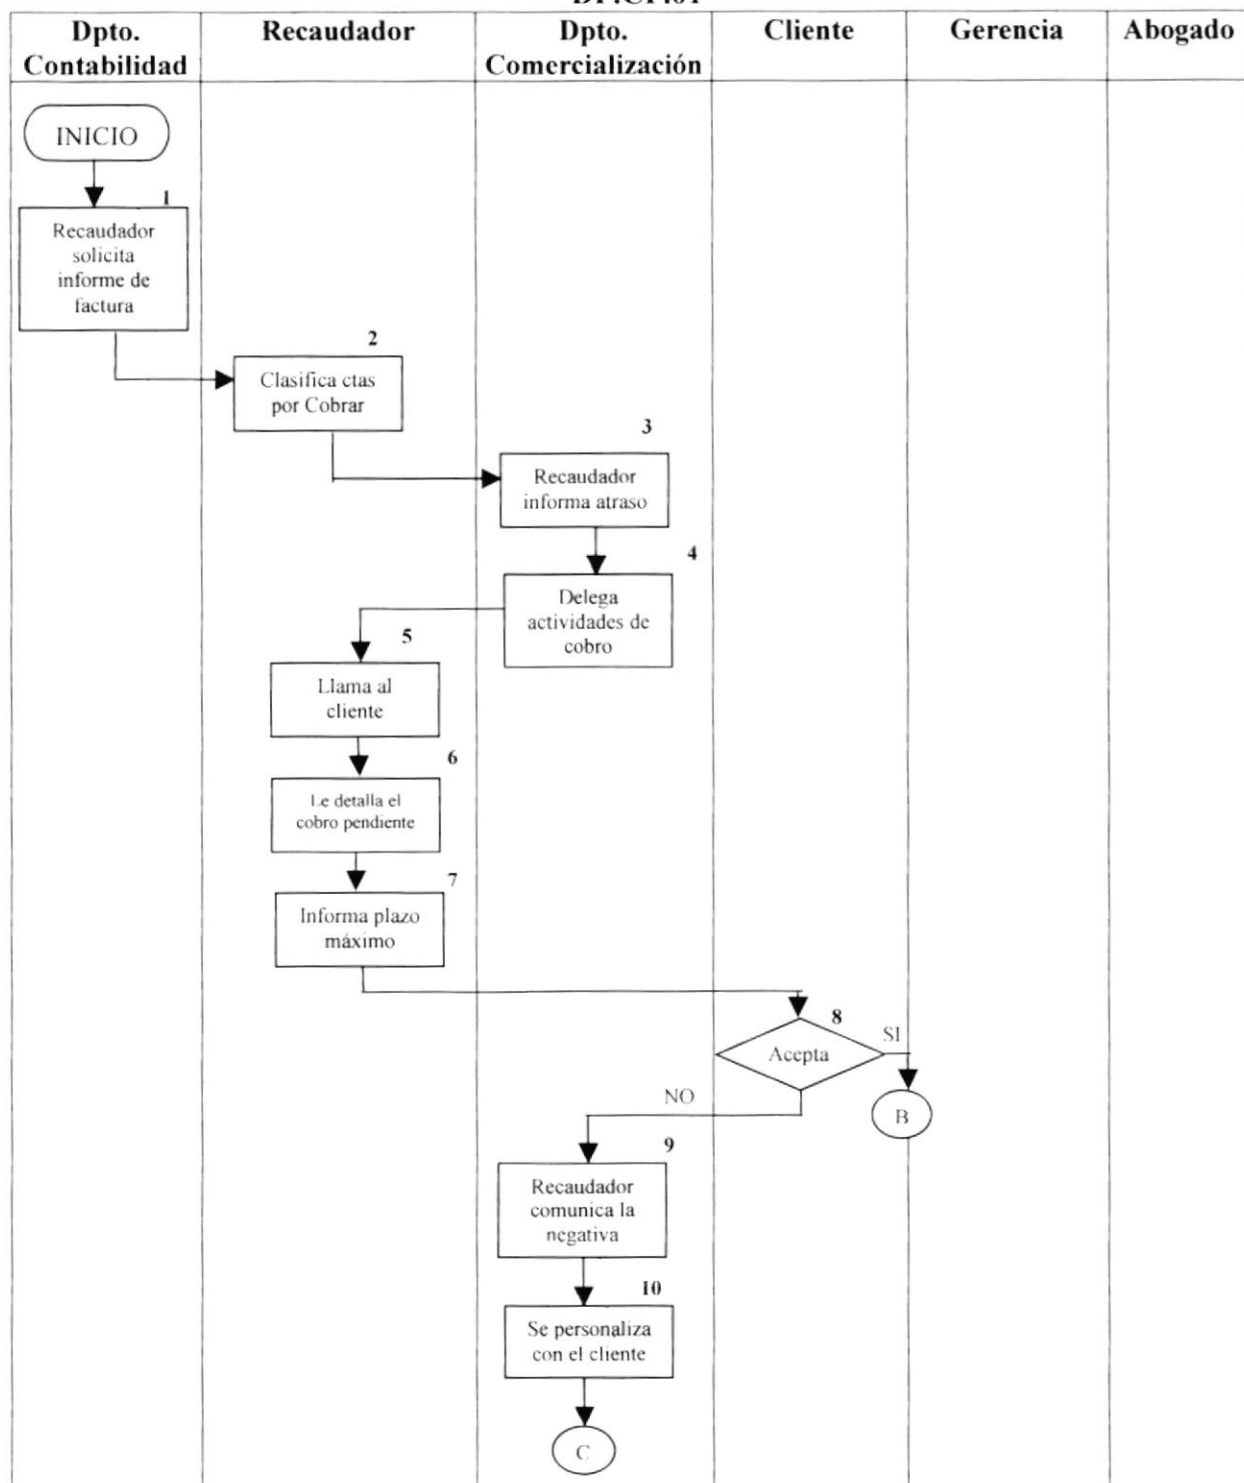 Dpto.
Contabilidad
Recaudador
Dpto.
Comercialización
Cliente
Gerencia
Abogado
INICIO
1
Recaudador
solicita
informe de
factura
2
Clasifica ctas
por Cobrar
3
Recaudador
informa atraso
4
Delega
actividades de
cobro
5
Llama al
cliente
6
Le detalla el
cobro pendiente
7
Informa plazo
máximo
8
Acepta
SI
B
NO
9
Recaudador
comunica la
negativa
10
Se personaliza
con el cliente
C